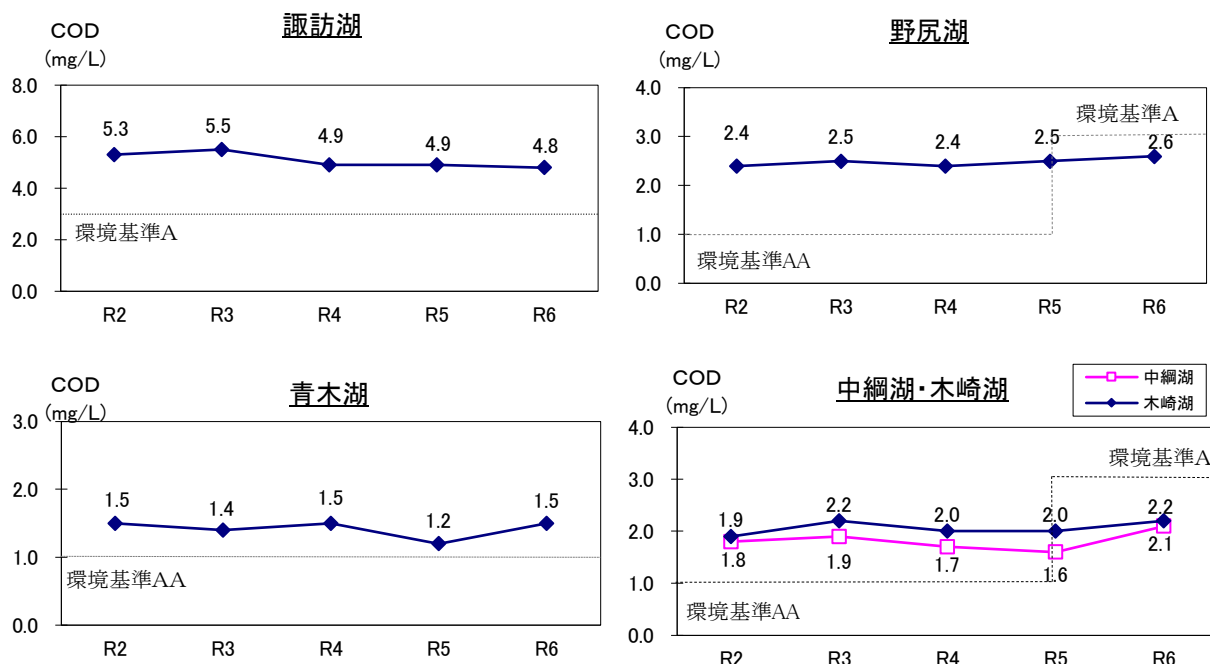 諏訪湖
COD
(mg/L)
8.0
6.0
4.0
2.0
0.0
5.3 5.5 4.9 4.9 4.8
環境基準A
R2 R3 R4 R5 R6
野尻湖
COD
(mg/L)
4.0
3.0
2.0
1.0
0.0
環境基準A
2.4 2.5 2.4 2.5 2.6
環境基準AA
R2 R3 R4 R5 R6
青木湖
COD
(mg/L)
3.0
2.0
1.0
0.0
1.5 1.4 1.5 1.2 1.5
環境基準AA
R2 R3 R4 R5 R6
中綱湖・木崎湖
COD
(mg/L)
中綱湖
木崎湖
4.0
3.0
2.0
1.0
0.0
環境基準A
1.9 2.2 2.0 2.0 2.2
1.8 1.9 1.7 1.6 2.1
環境基準AA
R2 R3 R4 R5 R6